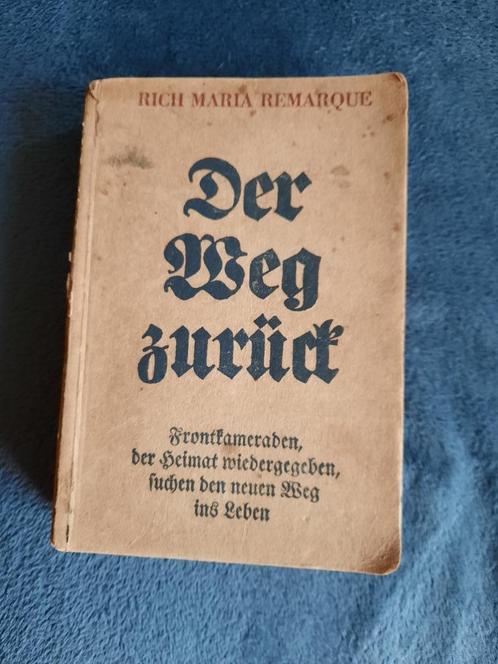 RICH MARIA REMARQUE
Der
Weg
zurück
Frontkameraden,
der Heimat wiedergegeben,
suchen den neuen Weg
ins Leben